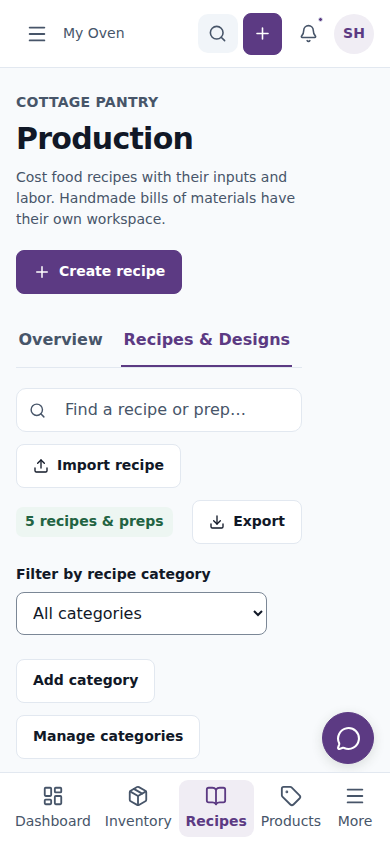 My Oven
SH
COTTAGE PANTRY
Production
Cost food recipes with their inputs and
labor. Handmade bills of materials have
their own workspace.
Create recipe
Overview
Recipes & Designs
Find a recipe or prep...
Import recipe
5 recipes & preps
Export
Filter by recipe category
All categories
Add category
Manage categories
Dashboard
Inventory
Recipes
Products
More